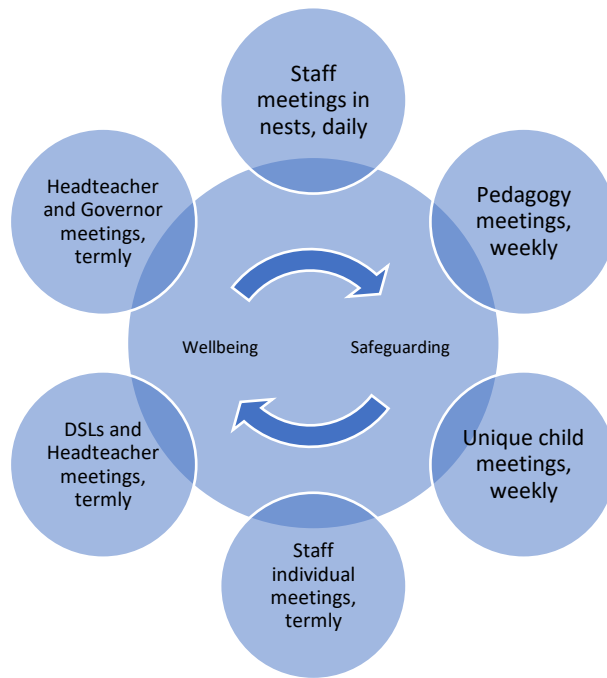 Staff
meetings in
nests, daily
Pedagogy
meetings,
weekly
Unique child
meetings,
weekly
Staff
individual
meetings,
termly
DSLs and
Headteacher
meetings,
termly
Headteacher
and Governor
meetings,
termly
Wellbeing
Safeguarding